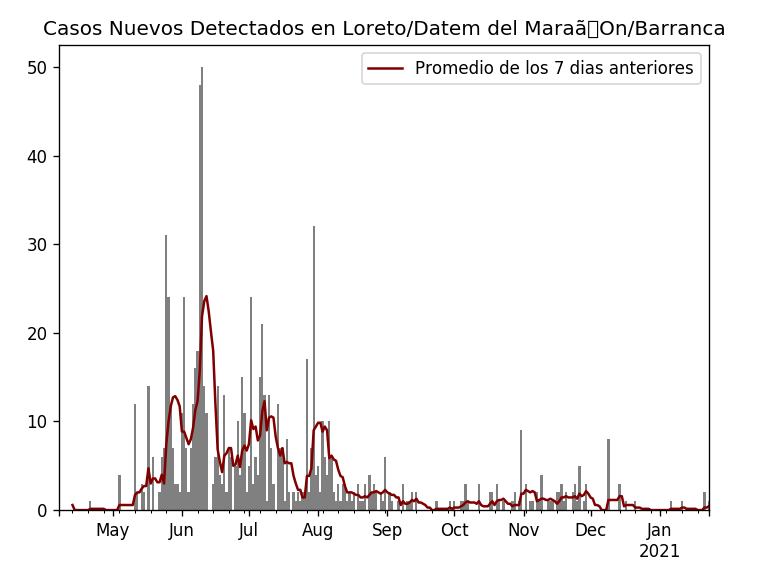 Casos Nuevos Detectados en Loreto/Datem del Maraã▯On/Barranca
Promedio de los 7 dias anteriores
50
40
30
20
10
0
May Jun Jul Aug Sep Oct Nov Dec Jan
2021